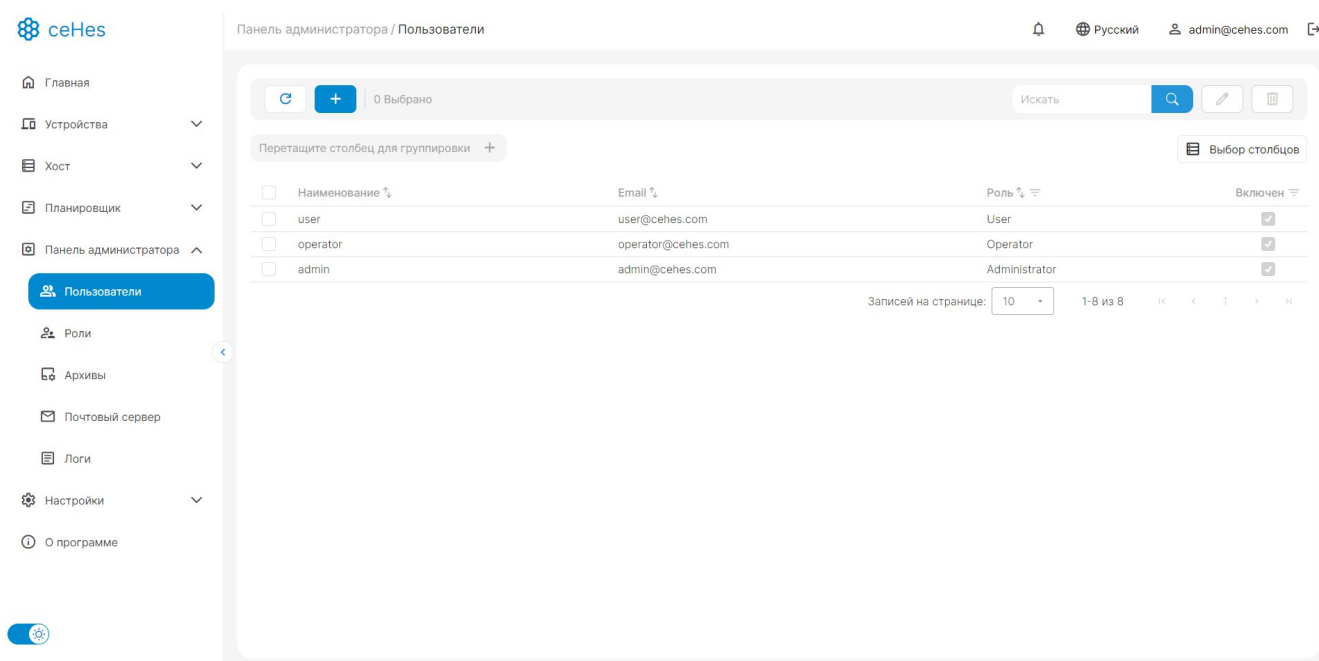 ceHes
Панель администратора / Пользователи
Русский
admin@cehes.com
Главная
Устройства
Хост
Планировщик
Панель администратора
Пользователи
Роли
Архивы
Почтовый сервер
Логи
Настройки
О программе
0 Выбрано
Искать
Перетащите столбец для группировки +
Выбор столбцов
Наименование Email Роль Включен
user user@cehes.com User
operator operator@cehes.com Operator
admin admin@cehes.com Administrator
Записей на странице: 10 1-8 из 8 1